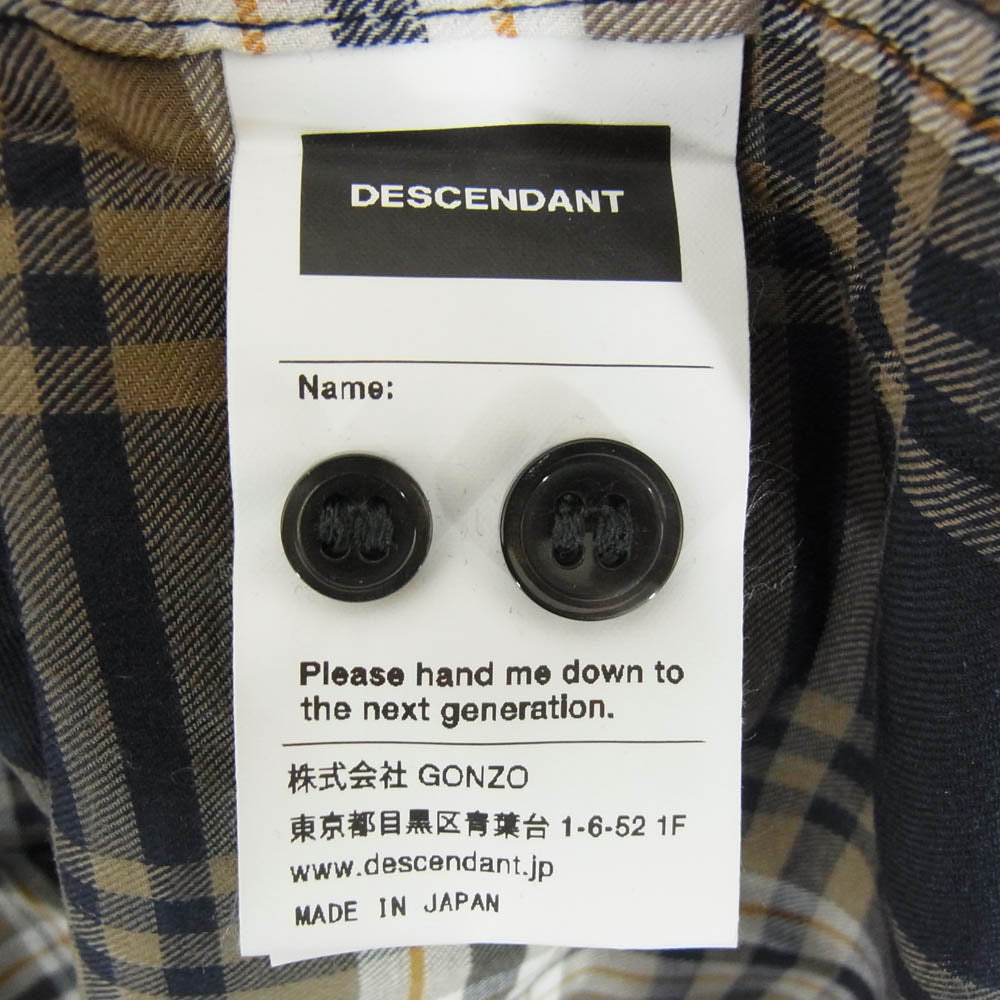 DESCENDANT
Name:
Please hand me down to
the next generation.
株式会社 GONZO
東京都目黒区青葉台 1-6-52 1F
www.descendant.jp
MADE IN JAPAN